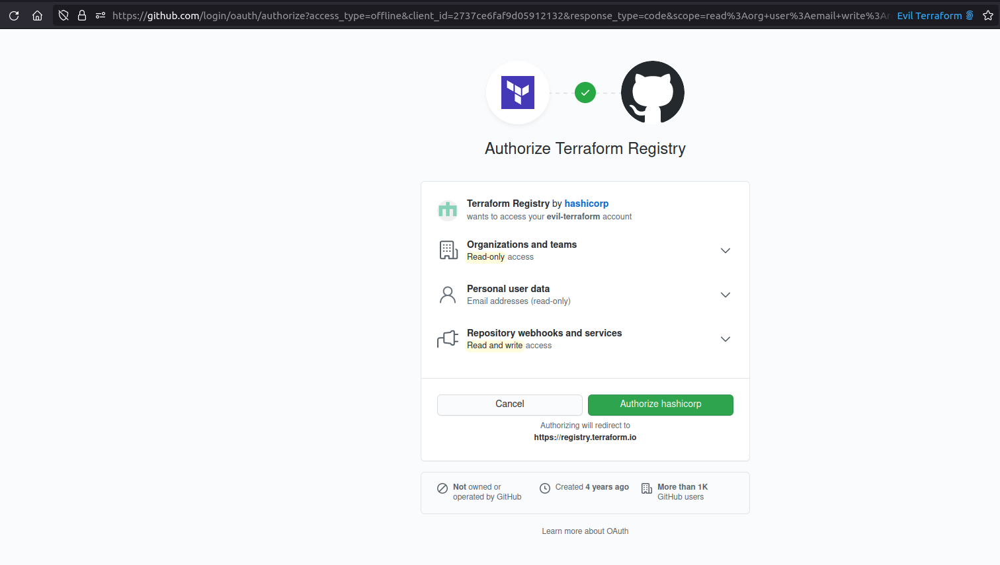 https://github.com/login/oauth/authorize?access_type=offline&client_id=2737ce6faf9d05912132&response_type=code&scope=read%3Aorg+user%3Aemail+write%3Ar Evil Terraform
Authorize Terraform Registry
Terraform Registry by hashicorp
wants to access your evil-terraform account
Organizations and teams
Read-only access
Personal user data
Email addresses (read-only)
Repository webhooks and services
Read and write access
Cancel
Authorize hashicorp
Authorizing will redirect to
https://registry.terraform.io
Not owned or
operated by GitHub
Created 4 years ago
More than 1K
GitHub users
Learn more about OAuth